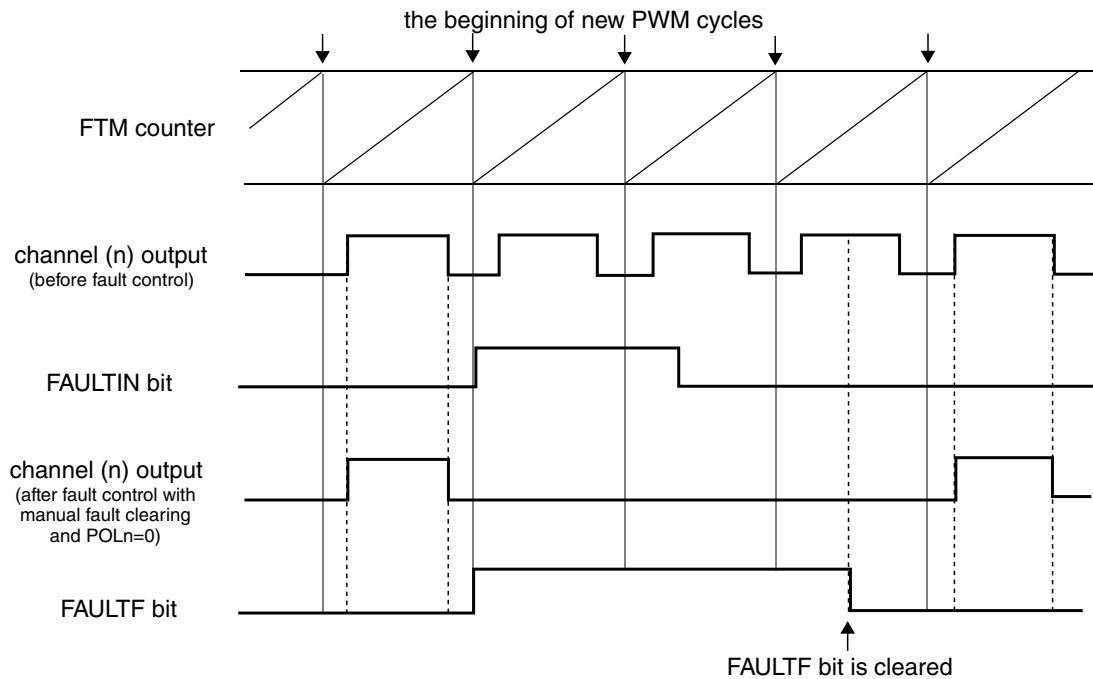 the beginning of new PWM cycles
FTM counter
channel (n) output
(before fault control)
FAULTIN bit
channel (n) output
(after fault control with
manual fault clearing
and POLn=0)
FAULTF bit
FAULTF bit is cleared